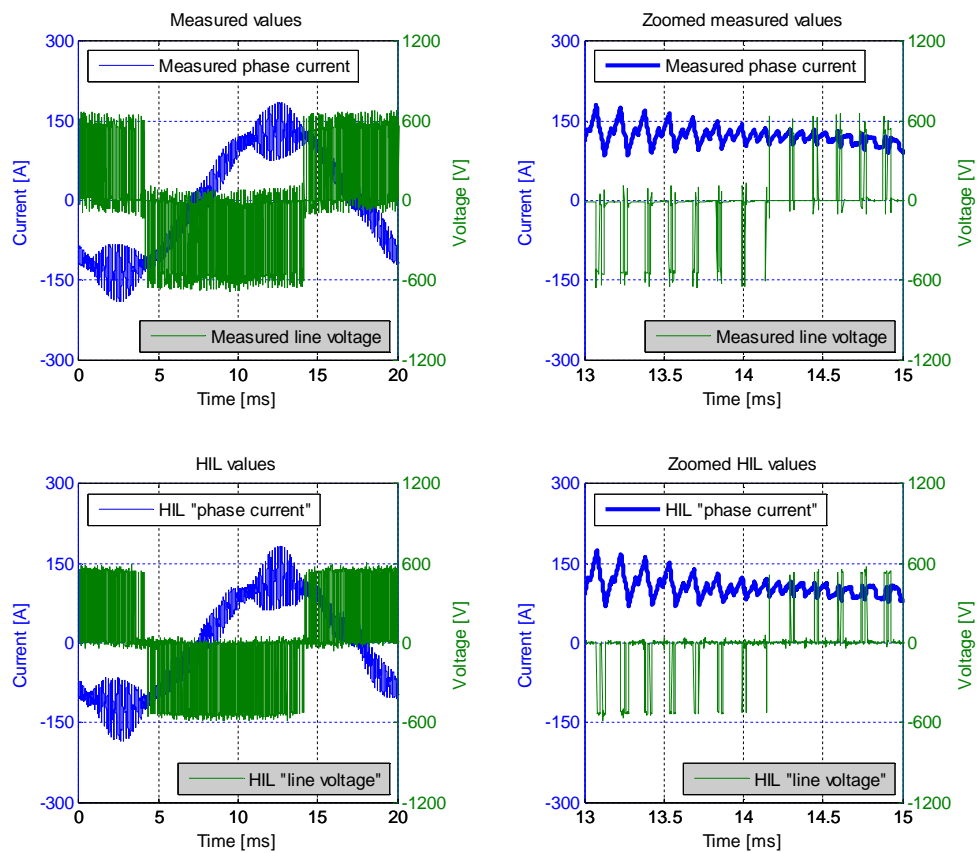 Measured values
300
150
0
-150
-300
Current [A]
1200
600
0
-600
-1200
Voltage [V]
Measured phase current
Measured line voltage
0
5
10
15
20
Time [ms]
Zoomed measured values
300
150
0
-150
-300
Current [A]
1200
600
0
-600
-1200
Voltage [V]
Measured phase current
Measured line voltage
13
13.5
14
14.5
15
Time [ms]
HIL values
300
150
0
-150
-300
Current [A]
1200
600
0
-600
-1200
Voltage [V]
HIL "phase current"
HIL "line voltage"
0
5
10
15
20
Time [ms]
Zoomed HIL values
300
150
0
-150
-300
Current [A]
1200
600
0
-600
-1200
Voltage [V]
HIL "phase current"
HIL "line voltage"
13
13.5
14
14.5
15
Time [ms]